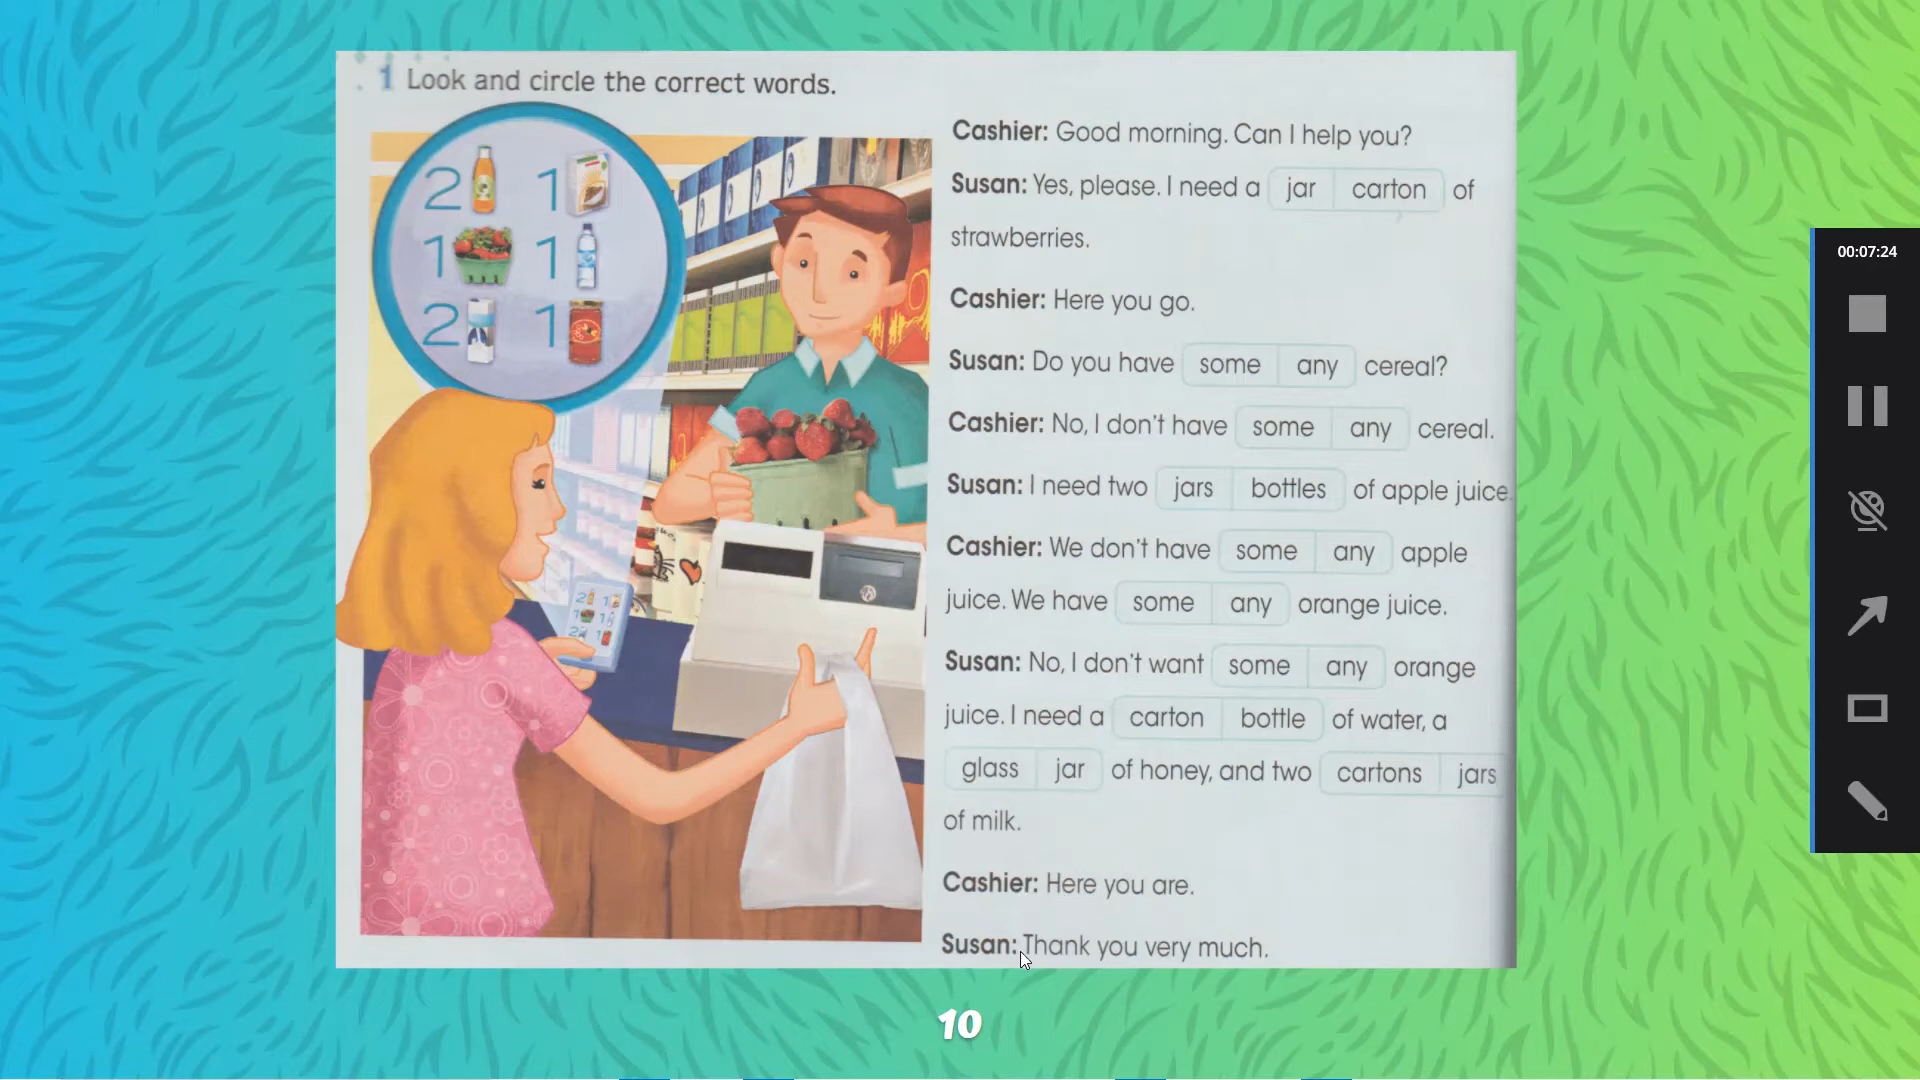 1 Look and circle the correct words.
2 1
1 1
2 1
Cashier: Good morning. Can I help you?
Susan: Yes, please. I need a jar carton of
strawberries.
Cashier: Here you go.
Susan: Do you have some any cereal?
Cashier: No, I don't have some any cereal.
Susan: I need two jars bottles of apple juice.
Cashier: We don't have some any apple
juice. We have some any orange juice.
Susan: No, I don't want some any orange
juice. I need a carton bottle of water, a
glass jar of honey, and two cartons jars
of milk.
Cashier: Here you are.
Susan: Thank you very much.
10
00:07:24